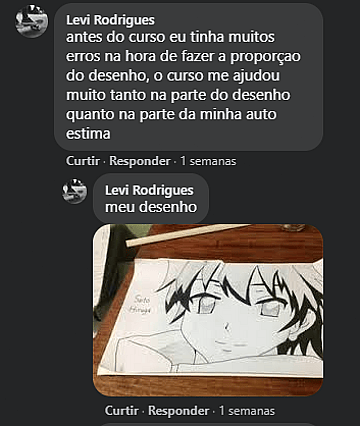 Levi Rodrigues
antes do curso eu tinha muitos
erros na hora de fazer a proporçao
do desenho, o curso me ajudou
muito tanto na parte do desenho
quanto na parte da minha auto
estima
Curtir · Responder · 1 semanas
Levi Rodrigues
meu desenho
Curtir · Responder · 1 semanas